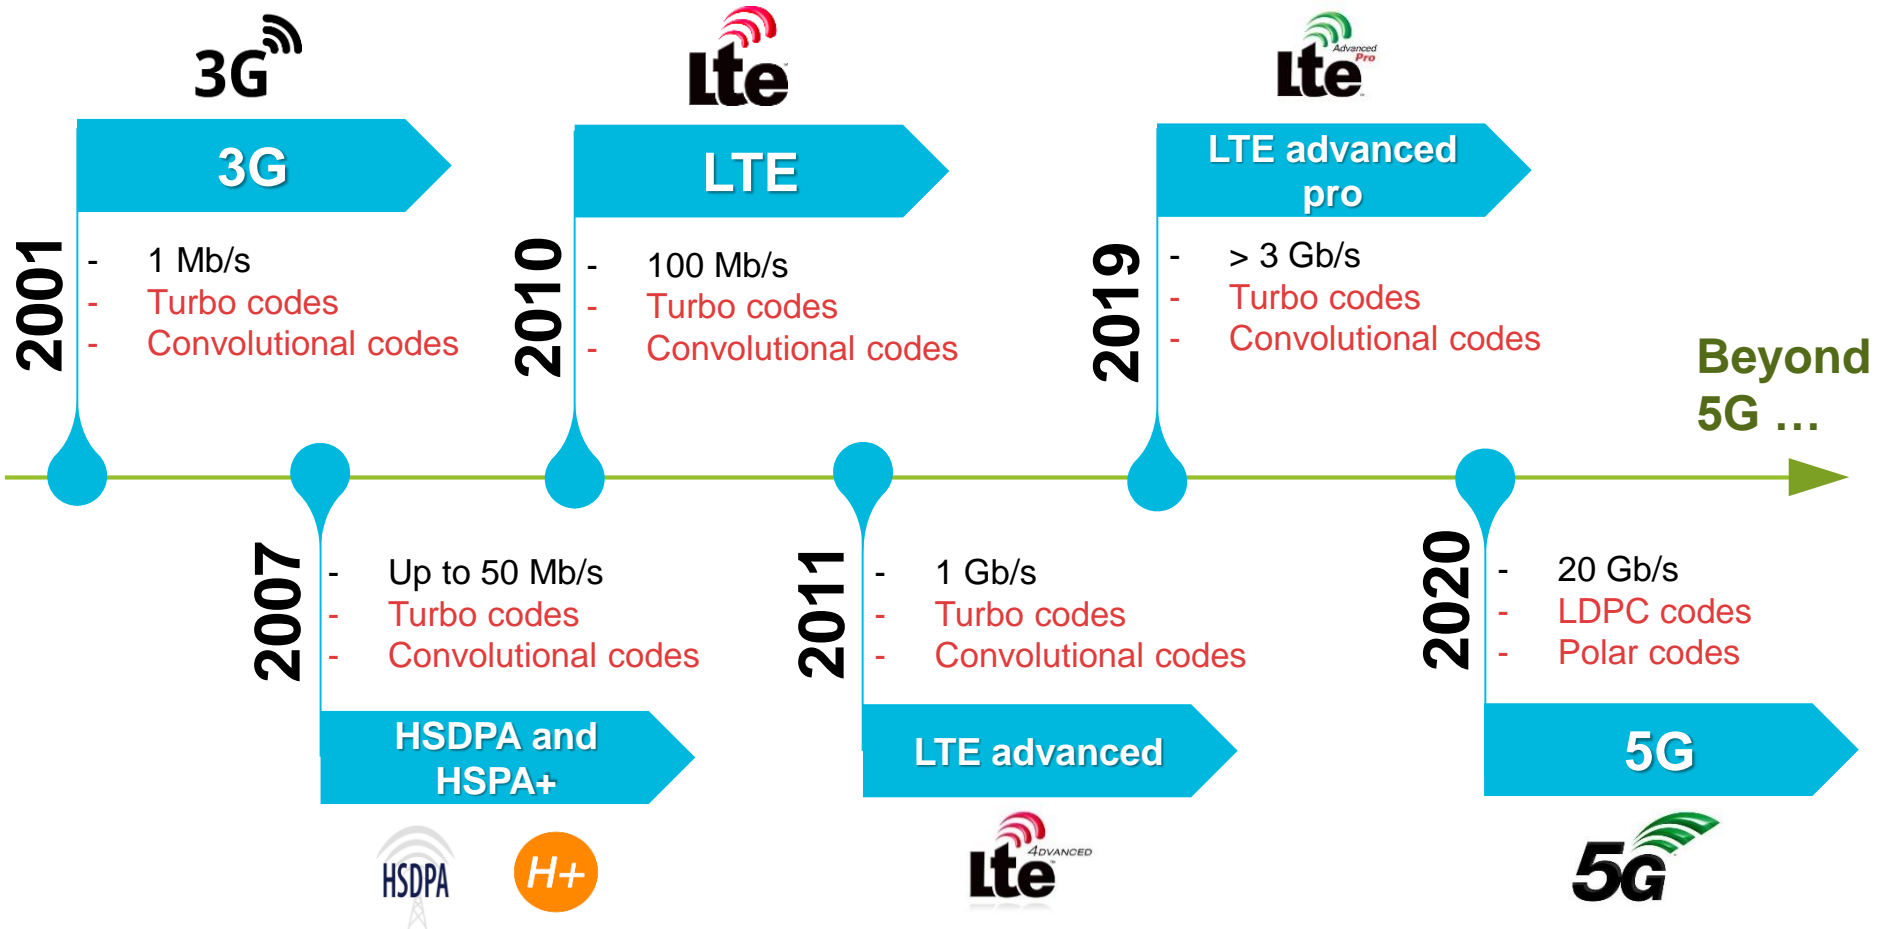 3G
3G
2001
- 1 Mb/s
- Turbo codes
- Convolutional codes
Lte
LTE
2010
- 100 Mb/s
- Turbo codes
- Convolutional codes
Lte
Advanced
Pro
LTE advanced
pro
2019
- > 3 Gb/s
- Turbo codes
- Convolutional codes
Beyond
5G ...
2007
- Up to 50 Mb/s
- Turbo codes
- Convolutional codes
HSDPA and
HSPA+
HSDPA
H+
2011
- 1 Gb/s
- Turbo codes
- Convolutional codes
LTE advanced
Lte
4DVANCED
2020
- 20 Gb/s
- LDPC codes
- Polar codes
5G
5G